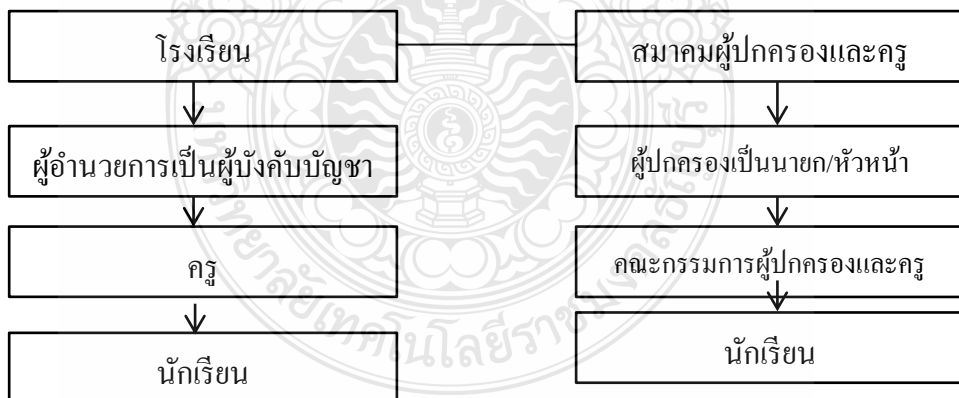 โรงเรียน
สมาคมผู้ปกครองและครู
ผู้อำนวยการเป็นผู้บังคับบัญชา
ผู้ปกครองเป็นนายก/หัวหน้า
ครู
คณะกรรมการผู้ปกครองและครู
นักเรียน
นักเรียน